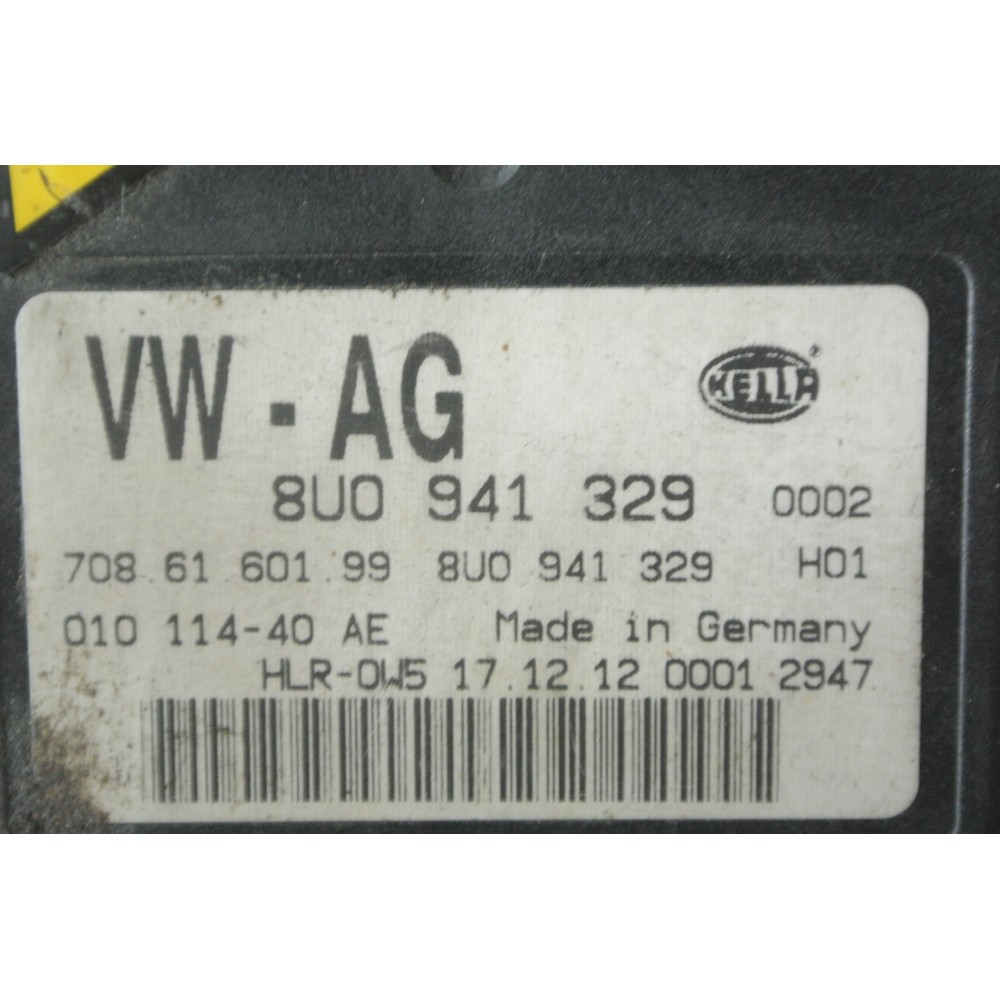 VW-AG
HELLA®
8U0 941 329 0002
708.61 601.99 8U0 941 329 H01
010 114-40 AE Made in Germany
HLR-0W5 17.12.12 0001 2947